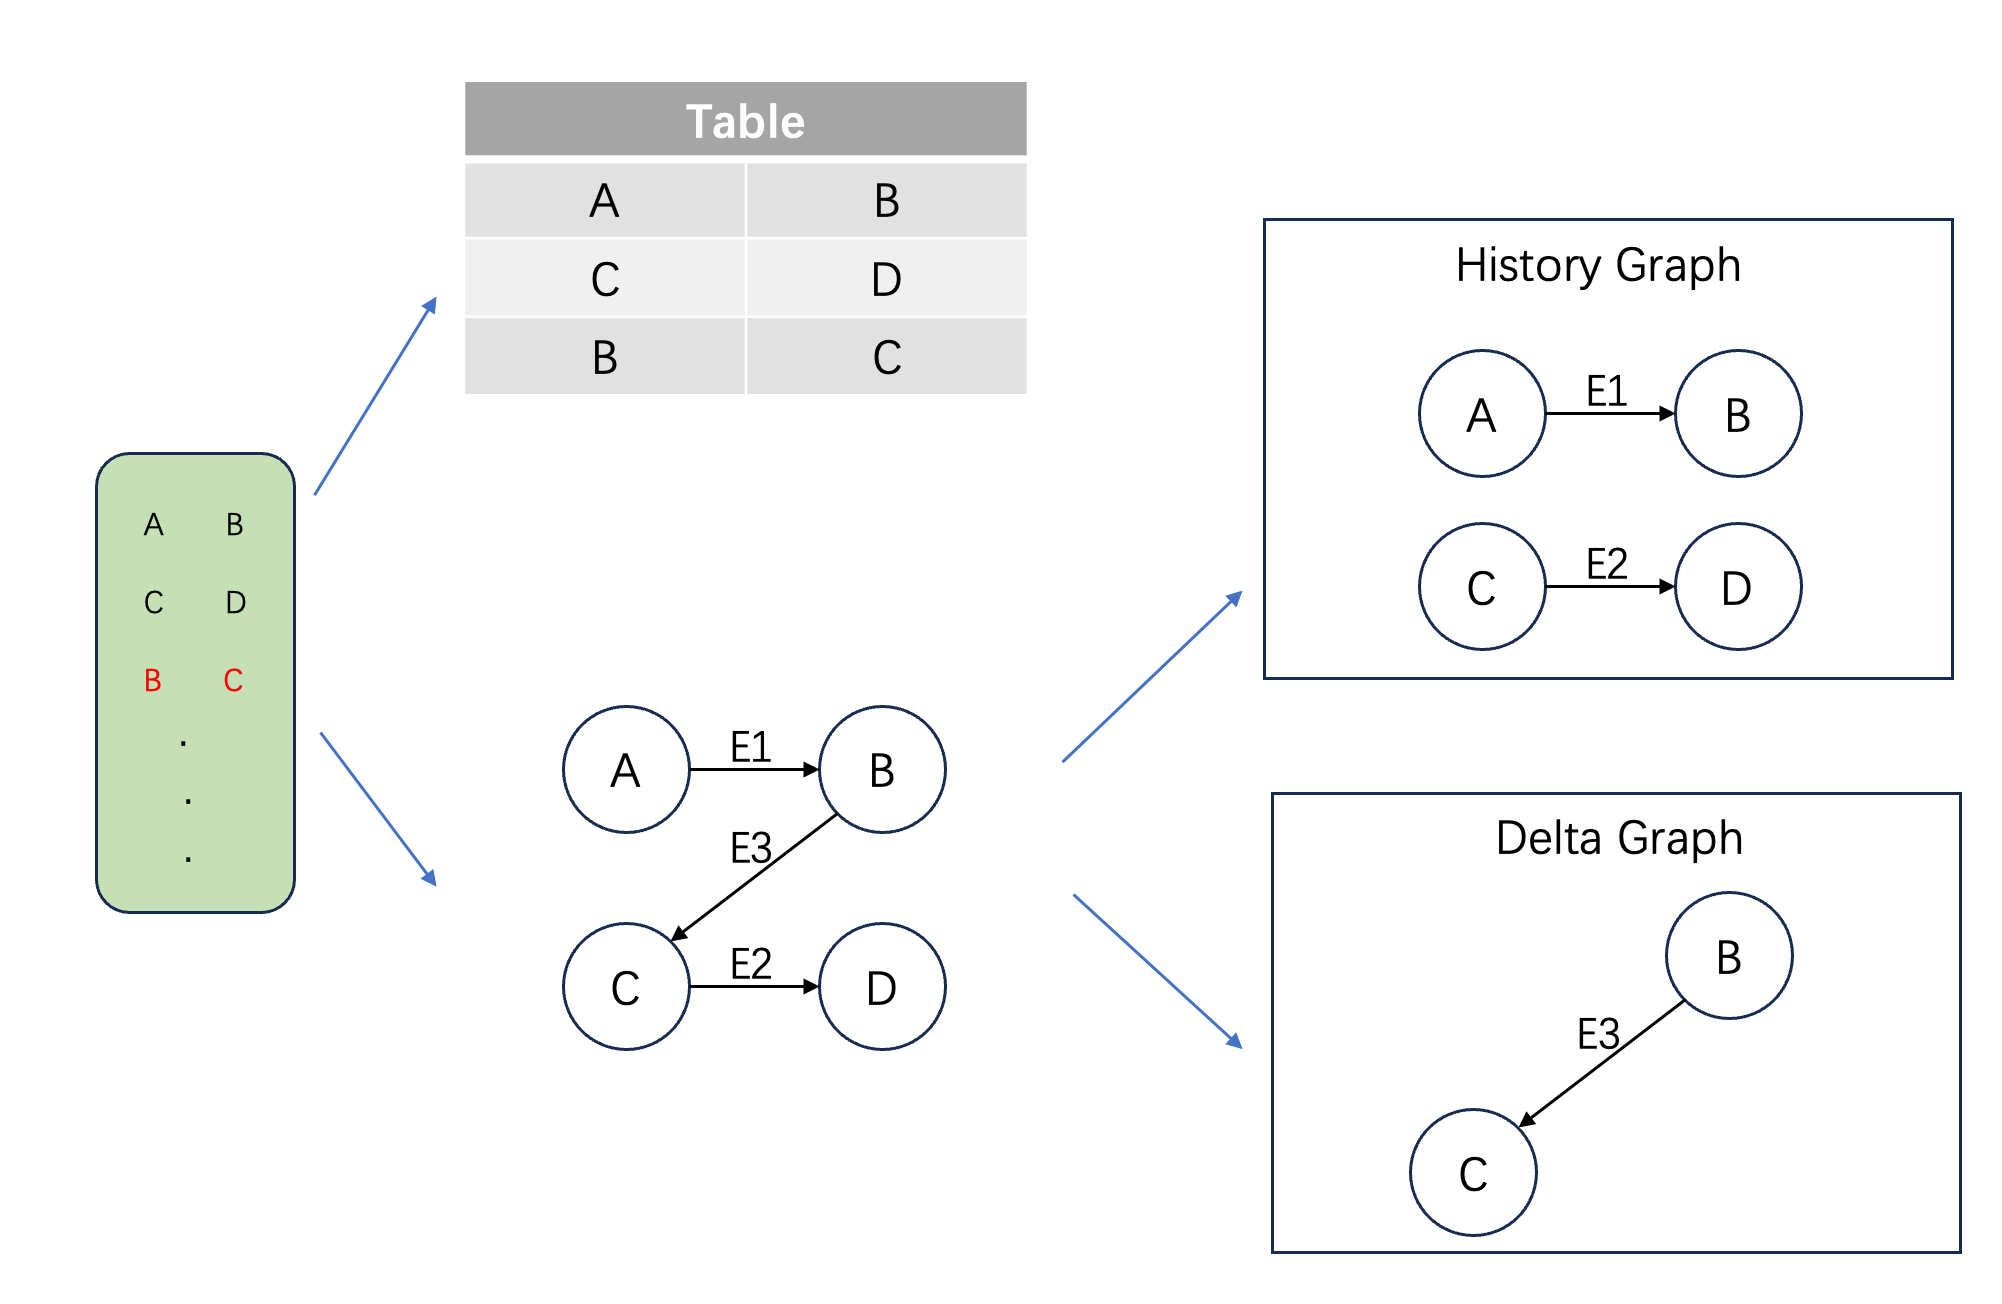 Table
A B
C D
B C
A B
C D
B C
.
.
.
A E1 B
E3
C E2 D
History Graph
A E1 B
C E2 D
Delta Graph
B
E3
C